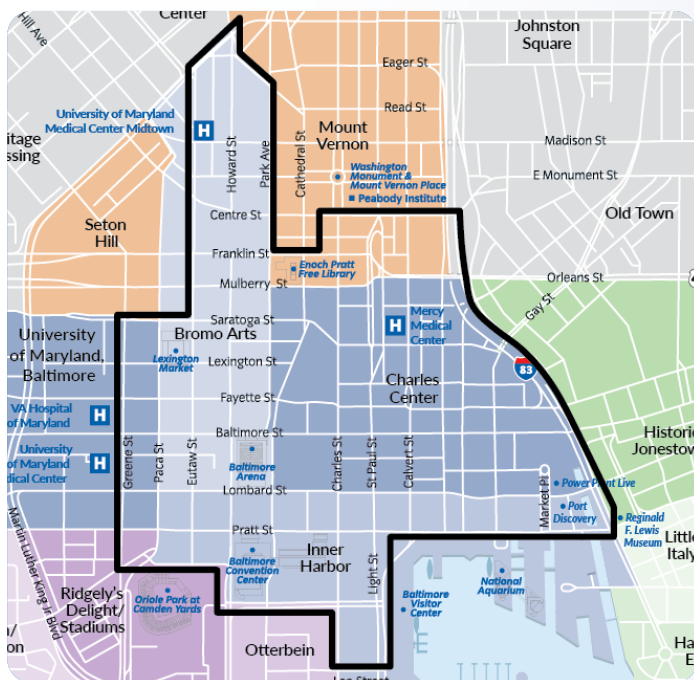 Center
Hill Ave
Johnston
Square
Eager St
Read St
University of Maryland
Medical Center Midtown
H
itage
ssing
Mount
Vernon
Madison St
Howard St
Park Ave
Cathedral St
Washington
Monument &
Mount Vernon Place
Peabody Institute
E Monument St
Old Town
Seton
Hill
Centre St
Franklin St
Enoch Pratt
Free Library
Mulberry St
Orleans St
Gay St
University
of Maryland,
Baltimore
Saratoga St
Bromo Arts
H
Mercy
Medical
Center
Lexington
Market
Lexington St
83
Charles
Center
Fayette St
VA Hospital
of Maryland
H
Baltimore St
Historic
Jonestow
University
of Maryland
dical Center
H
Greene St
Paca St
Eutaw St
Baltimore
Arena
Charles St
St Paul St
Calvert St
Lombard St
Market Pl
Power Plant Live
Port
Discovery
Reginald
F. Lewis
Museum
Little
Italy
Martin Luther King Jr Blvd
Pratt St
Baltimore
Convention
Center
Inner
Harbor
Light St
National
Aquarium
Ridgely's
Delight/
Stadiums
Oriole Park at
Camden Yards
Baltimore
Visitor
Center
n/
on
Otterbein
Ha
E
Lee Street